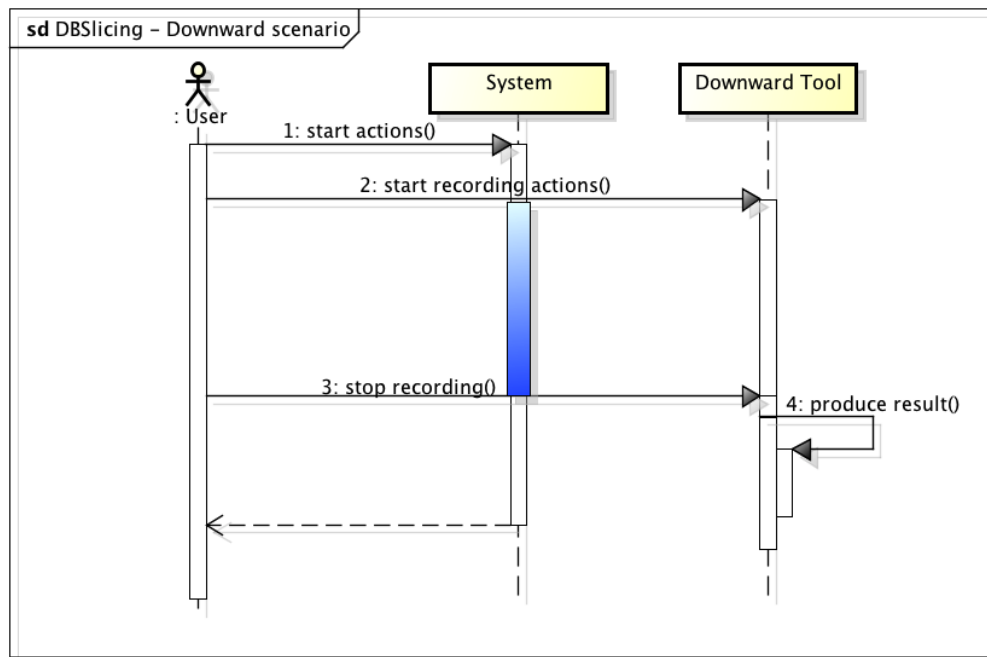 sd DBSlicing – Downward scenario
System
Downward Tool
: User
1: start actions()
2: start recording actions()
3: stop recording()
4: produce result()